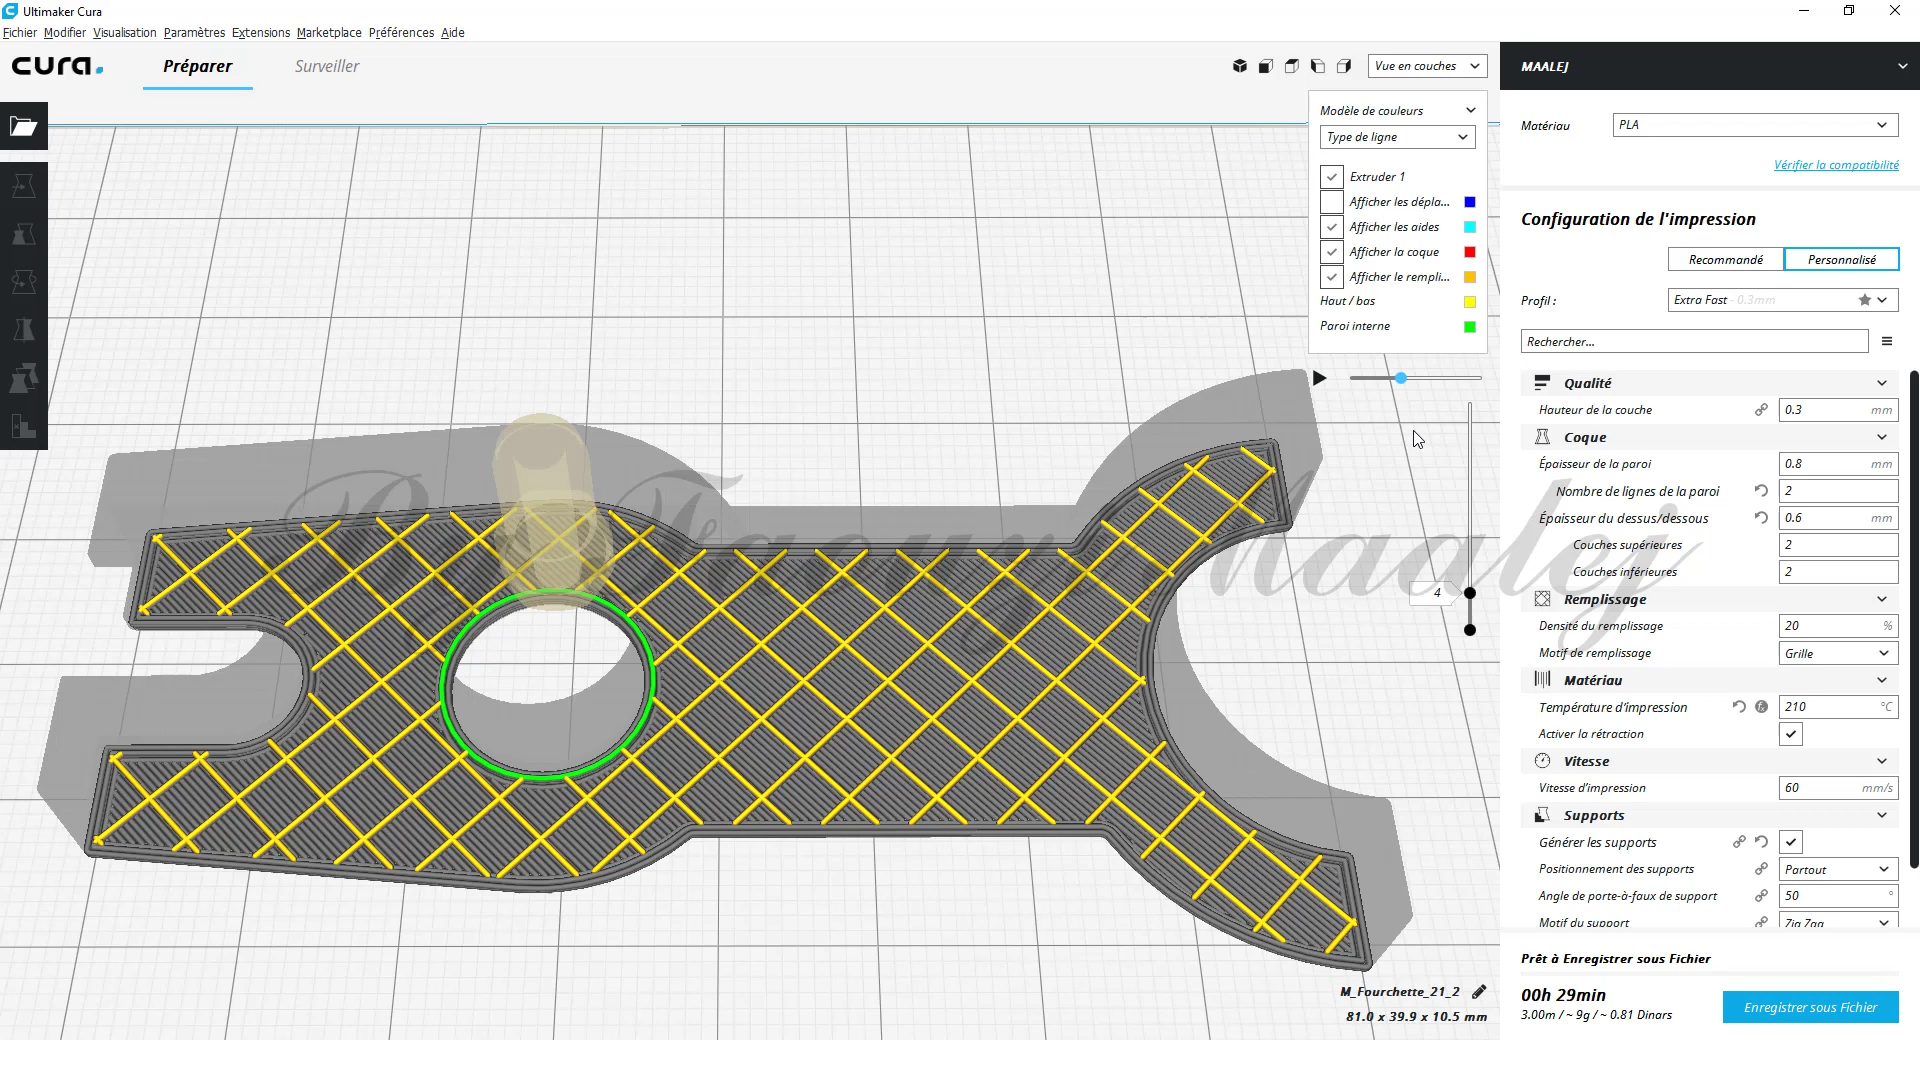 Ultimaker Cura
Fichier Modifier Visualisation Paramètres Extensions Marketplace Préférences Aide
cura.
Préparer
Surveiller
Vue en couches
MAALEJ
Modèle de couleurs
Type de ligne
Extruder 1
Afficher les dépla...
Afficher les aides
Afficher la coque
Afficher le rempli...
Haut / bas
Paroi interne
4
Matériau
PLA
Vérifier la compatibilité
Configuration de l'impression
Recommandé
Personnalisé
Profil :
Extra Fast - 0.3mm
Rechercher...
Qualité
Hauteur de la couche 0.3 mm
Coque
Épaisseur de la paroi 0.8 mm
Nombre de lignes de la paroi 2
Épaisseur du dessus/dessous 0.6 mm
Couches supérieures 2
Couches inférieures 2
Remplissage
Densité du remplissage 20 %
Motif de remplissage Grille
Matériau
Température d'impression 210 °C
Activer la rétraction
Vitesse
Vitesse d'impression 60 mm/s
Supports
Générer les supports
Positionnement des supports Partout
Angle de porte-à-faux de support 50 °
Motif du support Zig Zag
Maalej
M_Fourchette_21_2
81.0 x 39.9 x 10.5 mm
Prêt à Enregistrer sous Fichier
00h 29min
3.00m / ~ 9g / ~ 0.81 Dinars
Enregistrer sous Fichier